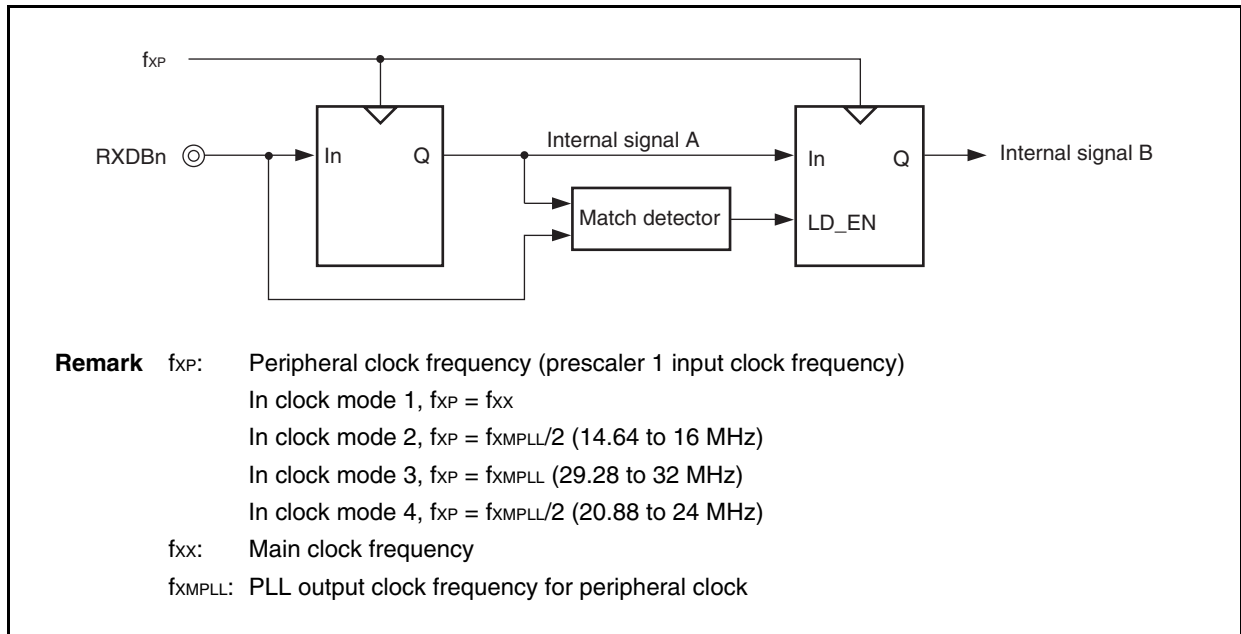 fXP
RXDBn
In
Q
Internal signal A
Match detector
In
Q
LD_EN
Internal signal B
Remark fXP: Peripheral clock frequency (prescaler 1 input clock frequency)
In clock mode 1, fXP = fXX
In clock mode 2, fXP = fXMPLL/2 (14.64 to 16 MHz)
In clock mode 3, fXP = fXMPLL (29.28 to 32 MHz)
In clock mode 4, fXP = fXMPLL/2 (20.88 to 24 MHz)
fXX: Main clock frequency
fXMPLL: PLL output clock frequency for peripheral clock